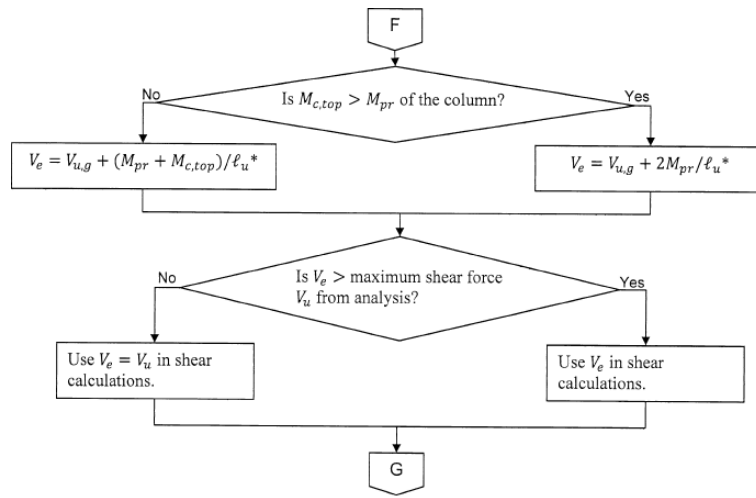 F
Is M_{c,top} > M_{pr} of the column?
No
Yes
V_e = V_{u,g} + (M_{pr} + M_{c,top})/ℓ_u*
V_e = V_{u,g} + 2M_{pr}/ℓ_u*
Is V_e > maximum shear force
V_u from analysis?
No
Yes
Use V_e = V_u in shear
calculations.
Use V_e in shear
calculations.
G